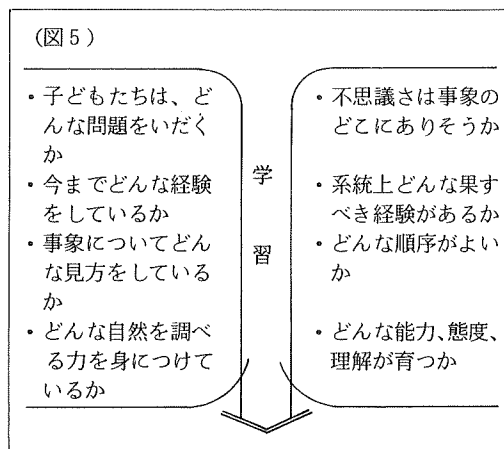 (図5)
・子どもたちは、ど
んな問題をいだく
か
・今までどんな経験
をしているか
・事象についてどん
な見方をしている
か
・どんな自然を調べ
る力を身につけて
いるか
学
習
・不思議さは事象の
どこにありそうか
・系統上どんな果す
べき経験があるか
・どんな順序がよい
か
・どんな能力、態度、
理解が育つか